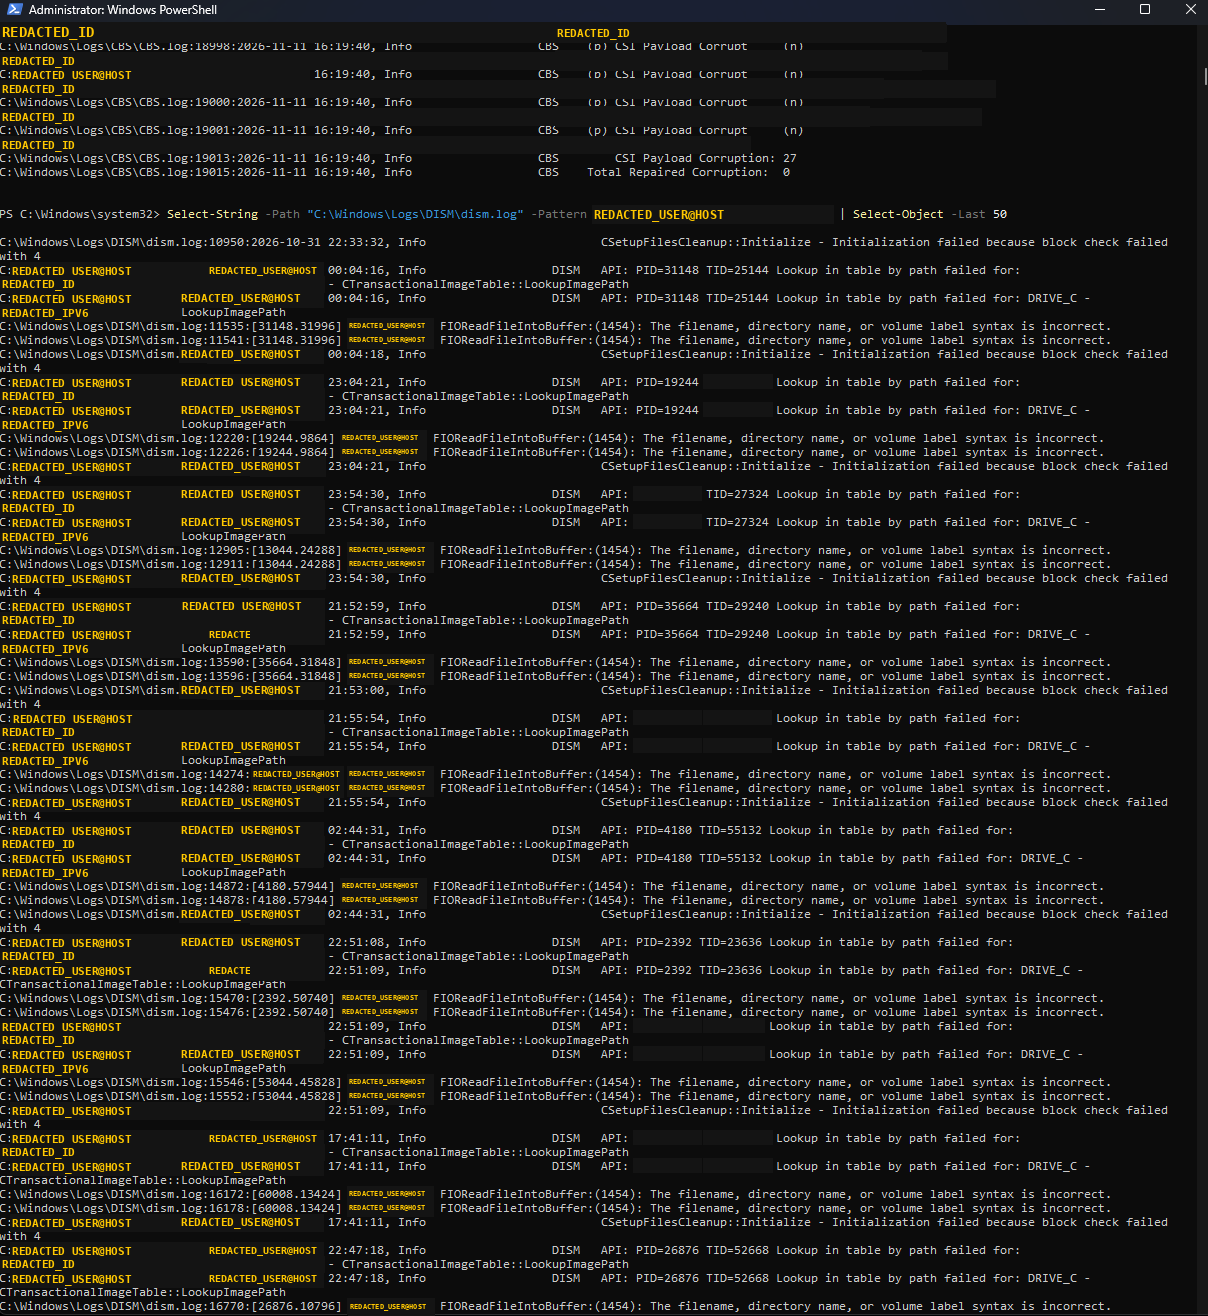 Administrator: Windows PowerShell
REDACTED_ID REDACTED_ID
C:\Windows\Logs\CBS\CBS.log:18998:2026-11-11 16:19:40, Info CBS (p) CSI Payload Corrupt (n)
REDACTED_ID
C:REDACTED_USER@HOST 16:19:40, Info CBS (p) CSI Payload Corrupt (n)
REDACTED_ID
C:\Windows\Logs\CBS\CBS.log:19000:2026-11-11 16:19:40, Info CBS (p) CSI Payload Corrupt (n)
REDACTED_ID
C:\Windows\Logs\CBS\CBS.log:19001:2026-11-11 16:19:40, Info CBS (p) CSI Payload Corrupt (n)
REDACTED_ID
C:\Windows\Logs\CBS\CBS.log:19013:2026-11-11 16:19:40, Info CBS CSI Payload Corruption: 27
C:\Windows\Logs\CBS\CBS.log:19015:2026-11-11 16:19:40, Info CBS Total Repaired Corruption: 0
PS C:\Windows\system32> Select-String -Path "C:\Windows\Logs\DISM\dism.log" -Pattern REDACTED_USER@HOST | Select-Object -Last 50
C:\Windows\Logs\DISM\dism.log:10950:2026-10-31 22:33:32, Info CSetupFilesCleanup::Initialize - Initialization failed because block check failed
with 4
C:REDACTED_USER@HOST REDACTED_USER@HOST 00:04:16, Info DISM API: PID=31148 TID=25144 Lookup in table by path failed for:
REDACTED_ID - CTransactionalImageTable::LookupImagePath
C:REDACTED_USER@HOST REDACTED_USER@HOST 00:04:16, Info DISM API: PID=31148 TID=25144 Lookup in table by path failed for: DRIVE_C -
REDACTED_IPV6 LookupImagePath
C:\Windows\Logs\DISM\dism.log:11535:[31148.31996] REDACTED_USER@HOST FIOReadFileIntoBuffer:(1454): The filename, directory name, or volume label syntax is incorrect.
C:\Windows\Logs\DISM\dism.log:11541:[31148.31996] REDACTED_USER@HOST FIOReadFileIntoBuffer:(1454): The filename, directory name, or volume label syntax is incorrect.
C:\Windows\Logs\DISM\dism.REDACTED_USER@HOST 00:04:18, Info CSetupFilesCleanup::Initialize - Initialization failed because block check failed
with 4
C:REDACTED_USER@HOST REDACTED_USER@HOST 23:04:21, Info DISM API: PID=19244 Lookup in table by path failed for:
REDACTED_ID - CTransactionalImageTable::LookupImagePath
C:REDACTED_USER@HOST REDACTED_USER@HOST 23:04:21, Info DISM API: PID=19244 Lookup in table by path failed for: DRIVE_C -
REDACTED_IPV6 LookupImagePath
C:\Windows\Logs\DISM\dism.log:12220:[19244.9864] REDACTED_USER@HOST FIOReadFileIntoBuffer:(1454): The filename, directory name, or volume label syntax is incorrect.
C:\Windows\Logs\DISM\dism.log:12226:[19244.9864] REDACTED_USER@HOST FIOReadFileIntoBuffer:(1454): The filename, directory name, or volume label syntax is incorrect.
C:\Windows\Logs\DISM\dism.REDACTED_USER@HOST 23:04:21, Info CSetupFilesCleanup::Initialize - Initialization failed because block check failed
with 4
C:REDACTED_USER@HOST REDACTED_USER@HOST 23:54:30, Info DISM API: TID=27324 Lookup in table by path failed for:
REDACTED_ID - CTransactionalImageTable::LookupImagePath
C:REDACTED_USER@HOST REDACTED_USER@HOST 23:54:30, Info DISM API: TID=27324 Lookup in table by path failed for: DRIVE_C -
REDACTED_IPV6 LookupImagePath
C:\Windows\Logs\DISM\dism.log:12905:[13044.24288] REDACTED_USER@HOST FIOReadFileIntoBuffer:(1454): The filename, directory name, or volume label syntax is incorrect.
C:\Windows\Logs\DISM\dism.log:12911:[13044.24288] REDACTED_USER@HOST FIOReadFileIntoBuffer:(1454): The filename, directory name, or volume label syntax is incorrect.
C:\Windows\Logs\DISM\dism.REDACTED_USER@HOST 23:54:30, Info CSetupFilesCleanup::Initialize - Initialization failed because block check failed
with 4
C:REDACTED_USER@HOST REDACTED_USER@HOST 21:52:59, Info DISM API: PID=35664 TID=29240 Lookup in table by path failed for:
REDACTED_ID - CTransactionalImageTable::LookupImagePath
C:REDACTED_USER@HOST REDACTE 21:52:59, Info DISM API: PID=35664 TID=29240 Lookup in table by path failed for: DRIVE_C -
REDACTED_IPV6 LookupImagePath
C:\Windows\Logs\DISM\dism.log:13590:[35664.31848] REDACTED_USER@HOST FIOReadFileIntoBuffer:(1454): The filename, directory name, or volume label syntax is incorrect.
C:\Windows\Logs\DISM\dism.log:13596:[35664.31848] REDACTED_USER@HOST FIOReadFileIntoBuffer:(1454): The filename, directory name, or volume label syntax is incorrect.
C:\Windows\Logs\DISM\dism.REDACTED_USER@HOST 21:53:00, Info CSetupFilesCleanup::Initialize - Initialization failed because block check failed
with 4
C:REDACTED_USER@HOST 21:55:54, Info DISM API: Lookup in table by path failed for:
REDACTED_ID - CTransactionalImageTable::LookupImagePath
C:REDACTED_USER@HOST REDACTED_USER@HOST 21:55:54, Info DISM API: Lookup in table by path failed for: DRIVE_C -
REDACTED_IPV6 LookupImagePath
C:\Windows\Logs\DISM\dism.log:14274:REDACTED_USER@HOST REDACTED_USER@HOST FIOReadFileIntoBuffer:(1454): The filename, directory name, or volume label syntax is incorrect.
C:\Windows\Logs\DISM\dism.log:14280:REDACTED_USER@HOST REDACTED_USER@HOST FIOReadFileIntoBuffer:(1454): The filename, directory name, or volume label syntax is incorrect.
C:\Windows\Logs\DISM\dism.REDACTED_USER@HOST 21:55:54, Info CSetupFilesCleanup::Initialize - Initialization failed because block check failed
with 4
C:REDACTED_USER@HOST REDACTED_USER@HOST 02:44:31, Info DISM API: PID=4180 TID=55132 Lookup in table by path failed for:
REDACTED_ID - CTransactionalImageTable::LookupImagePath
C:REDACTED_USER@HOST REDACTED_USER@HOST 02:44:31, Info DISM API: PID=4180 TID=55132 Lookup in table by path failed for: DRIVE_C -
REDACTED_IPV6 LookupImagePath
C:\Windows\Logs\DISM\dism.log:14872:[4180.57944] REDACTED_USER@HOST FIOReadFileIntoBuffer:(1454): The filename, directory name, or volume label syntax is incorrect.
C:\Windows\Logs\DISM\dism.log:14878:[4180.57944] REDACTED_USER@HOST FIOReadFileIntoBuffer:(1454): The filename, directory name, or volume label syntax is incorrect.
C:\Windows\Logs\DISM\dism.REDACTED_USER@HOST 02:44:31, Info CSetupFilesCleanup::Initialize - Initialization failed because block check failed
with 4
C:REDACTED_USER@HOST REDACTED_USER@HOST 22:51:08, Info DISM API: PID=2392 TID=23636 Lookup in table by path failed for:
REDACTED_ID - CTransactionalImageTable::LookupImagePath
C:REDACTED_USER@HOST REDACTE 22:51:09, Info DISM API: PID=2392 TID=23636 Lookup in table by path failed for: DRIVE_C -
CTransactionalImageTable::LookupImagePath
C:\Windows\Logs\DISM\dism.log:15470:[2392.50740] REDACTED_USER@HOST FIOReadFileIntoBuffer:(1454): The filename, directory name, or volume label syntax is incorrect.
C:\Windows\Logs\DISM\dism.log:15476:[2392.50740] REDACTED_USER@HOST FIOReadFileIntoBuffer:(1454): The filename, directory name, or volume label syntax is incorrect.
REDACTED_USER@HOST 22:51:09, Info DISM API: Lookup in table by path failed for:
REDACTED_ID - CTransactionalImageTable::LookupImagePath
C:REDACTED_USER@HOST REDACTED_USER@HOST 22:51:09, Info DISM API: Lookup in table by path failed for: DRIVE_C -
REDACTED_IPV6 LookupImagePath
C:\Windows\Logs\DISM\dism.log:15546:[53044.45828] REDACTED_USER@HOST FIOReadFileIntoBuffer:(1454): The filename, directory name, or volume label syntax is incorrect.
C:\Windows\Logs\DISM\dism.log:15552:[53044.45828] REDACTED_USER@HOST FIOReadFileIntoBuffer:(1454): The filename, directory name, or volume label syntax is incorrect.
C:REDACTED_USER@HOST 22:51:09, Info CSetupFilesCleanup::Initialize - Initialization failed because block check failed
with 4
C:REDACTED_USER@HOST REDACTED_USER@HOST 17:41:11, Info DISM API: Lookup in table by path failed for:
REDACTED_ID - CTransactionalImageTable::LookupImagePath
C:REDACTED_USER@HOST REDACTED_USER@HOST 17:41:11, Info DISM API: Lookup in table by path failed for: DRIVE_C -
CTransactionalImageTable::LookupImagePath
C:\Windows\Logs\DISM\dism.log:16172:[60008.13424] REDACTED_USER@HOST FIOReadFileIntoBuffer:(1454): The filename, directory name, or volume label syntax is incorrect.
C:\Windows\Logs\DISM\dism.log:16178:[60008.13424] REDACTED_USER@HOST FIOReadFileIntoBuffer:(1454): The filename, directory name, or volume label syntax is incorrect.
C:\Windows\Logs\DISM\dism.REDACTED_USER@HOST 17:41:11, Info CSetupFilesCleanup::Initialize - Initialization failed because block check failed
with 4
C:REDACTED_USER@HOST REDACTED_USER@HOST 22:47:18, Info DISM API: PID=26876 TID=52668 Lookup in table by path failed for:
REDACTED_ID - CTransactionalImageTable::LookupImagePath
C:REDACTED_USER@HOST REDACTED_USER@HOST 22:47:18, Info DISM API: PID=26876 TID=52668 Lookup in table by path failed for: DRIVE_C -
CTransactionalImageTable::LookupImagePath
C:\Windows\Logs\DISM\dism.log:16770:[26876.10796] REDACTED_USER@HOST FIOReadFileIntoBuffer:(1454): The filename, directory name, or volume label syntax is incorrect.